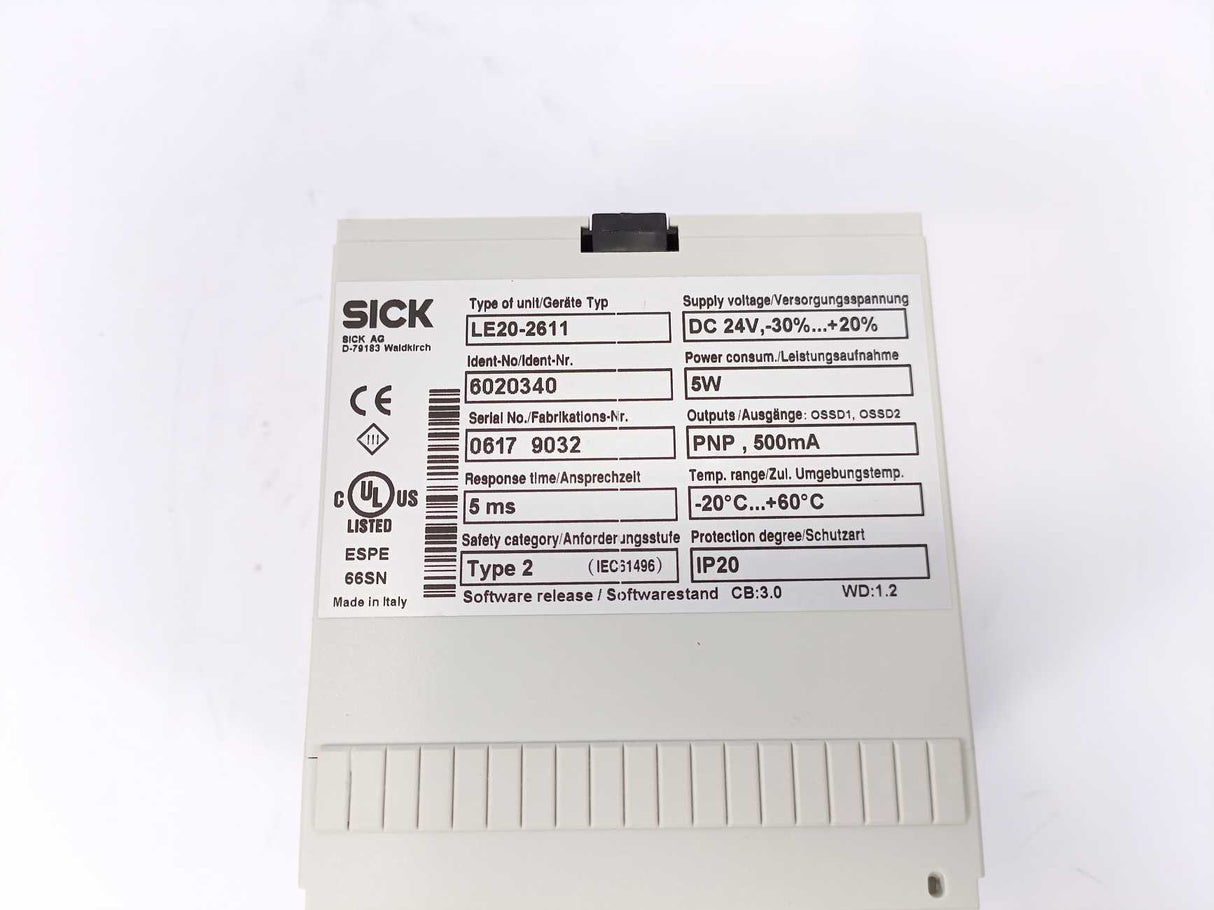 SICK
SICK AG
D-79183 Waldkirch
CE
C UL US
LISTED
ESPE
66SN
Made in Italy
Type of unit/Geräte Typ
LE20-2611
Ident-No/Ident-Nr.
6020340
Serial No./Fabrikations-Nr.
0617 9032
Response time/Ansprechzeit
5 ms
Safety category/Anforderungsstufe
Type 2 (IEC61496)
Supply voltage/Versorgungsspannung
DC 24V,-30%...+20%
Power consum./Leistungsaufnahme
5W
Outputs/Ausgänge: OSSD1, OSSD2
PNP , 500mA
Temp. range/Zul. Umgebungstemp.
-20°C...+60°C
Protection degree/Schutzart
IP20
Software release / Softwarestand CB:3.0 WD:1.2